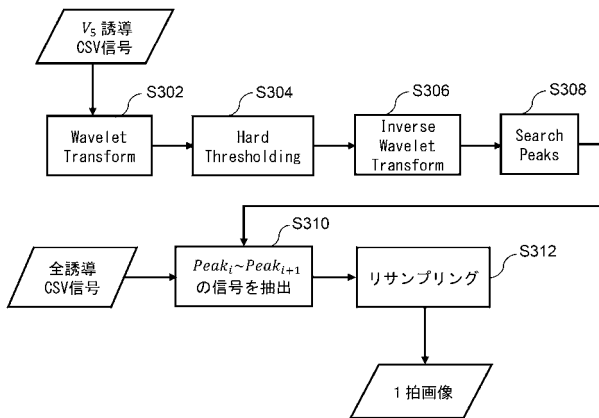 V₅ 誘導
CSV信号
S302
Wavelet
Transform
S304
Hard
Thresholding
S306
Inverse
Wavelet
Transform
S308
Search
Peaks
全誘導
CSV信号
S310
Peakᵢ~Peakᵢ₊₁
の信号を抽出
S312
リサンプリング
1拍画像